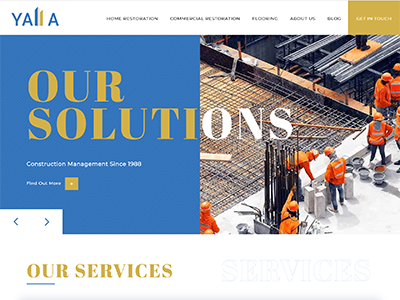 YALLA
HOME RESTORATION
COMMERCIAL RESTORATION
FLOORING
ABOUT US
BLOG
GET IN TOUCH
OUR
SOLUTIONS
Construction Management Since 1988
Find Out More +
OUR SERVICES
SERVICES